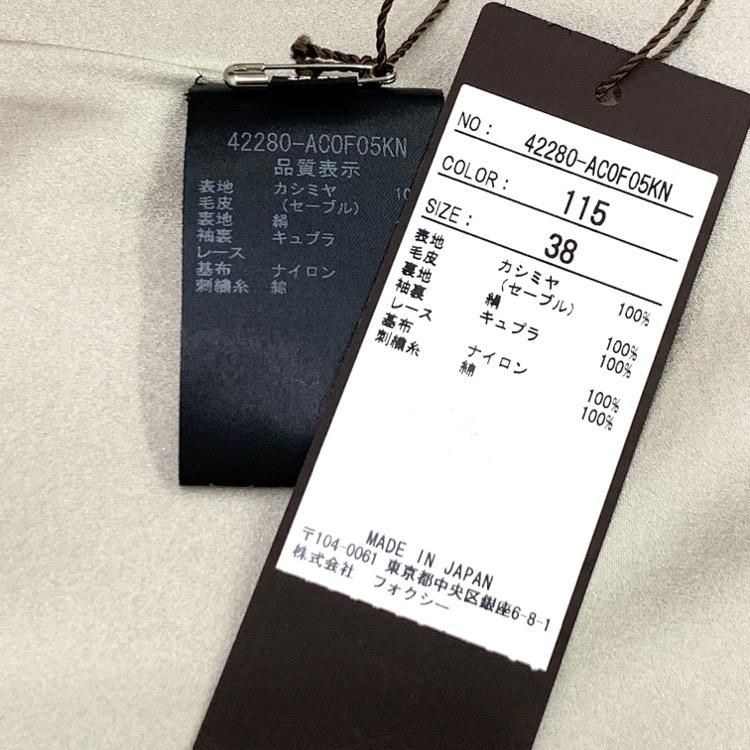 42280-ACOF05KN
品質表示
表地 カシミヤ 10
毛皮 (セーブル)
裏地 絹
袖裏 キュプラ
レース
基布 ナイロン
刺繍糸 綿
NO: 42280-ACOF05KN
COLOR: 115
SIZE: 38
表地 カシミヤ 100%
毛皮 (セーブル)
裏地 絹 100%
袖裏 キュプラ 100%
レース
基布 ナイロン 100%
刺繍糸 綿 100%
MADE IN JAPAN
〒104-0061 東京都中央区銀座6-8-1
株式会社 フォクシー